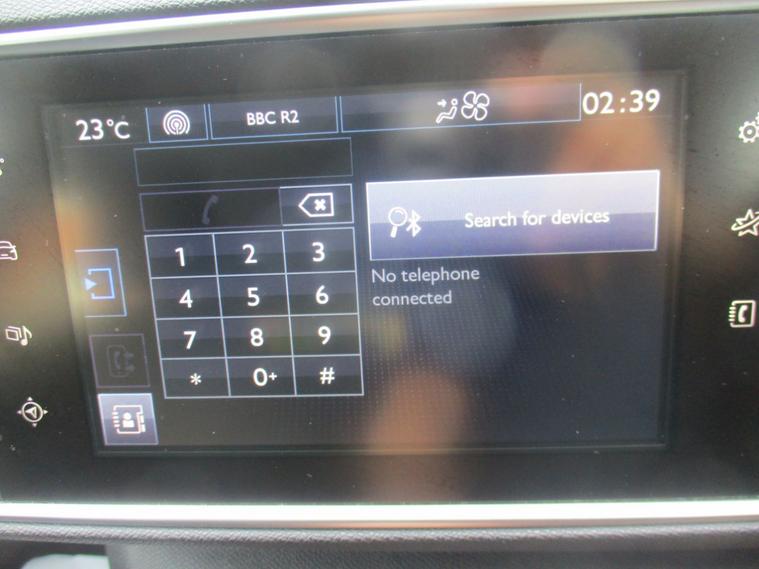 23°C
BBC R2
02:39
Search for devices
No telephone
connected
1 2 3
4 5 6
7 8 9
* 0+ #